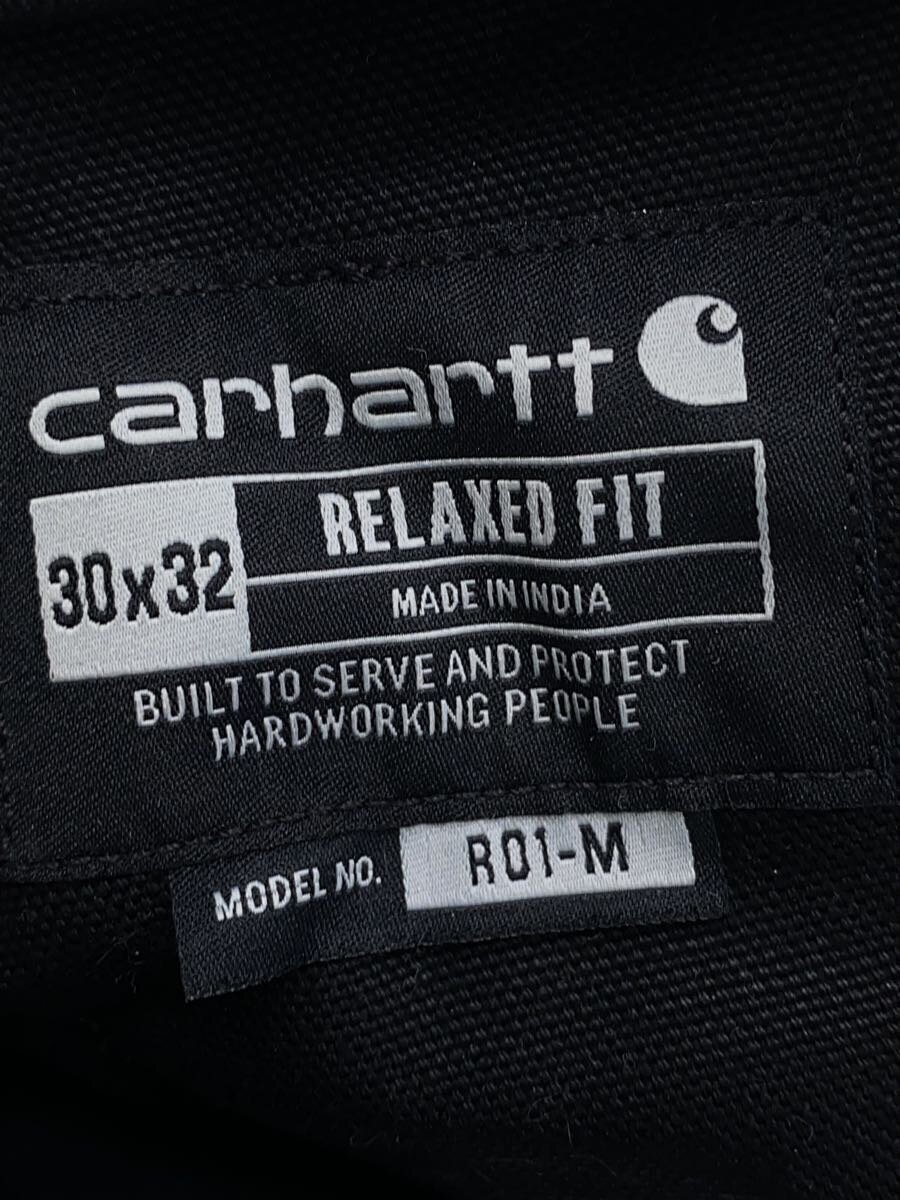 carhartt
30x32
RELAXED FIT
MADE IN INDIA
BUILT TO SERVE AND PROTECT
HARDWORKING PEOPLE
MODEL NO. R01-M